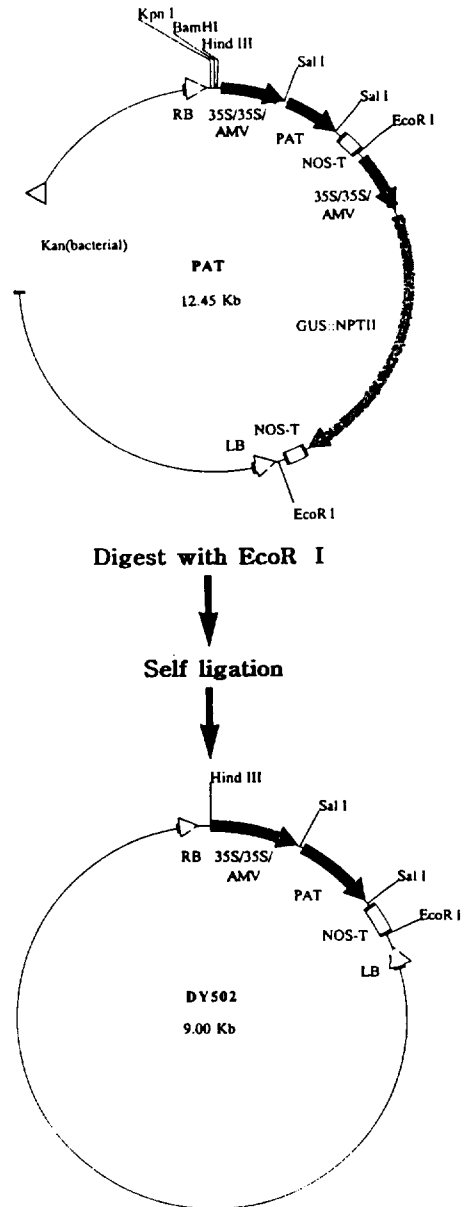 Kpn I
BamHI
Hind III
Sal I
Sal I
EcoR I
RB
35S/35S/
AMV
PAT
NOS-T
35S/35S/
AMV
Kan(bacterial)
PAT
12.45 Kb
GUS::NPTII
NOS-T
LB
EcoR I
Digest with EcoR I
Self ligation
Hind III
Sal I
RB
35S/35S/
AMV
PAT
Sal I
NOS-T
EcoR I
LB
DY502
9.00 Kb